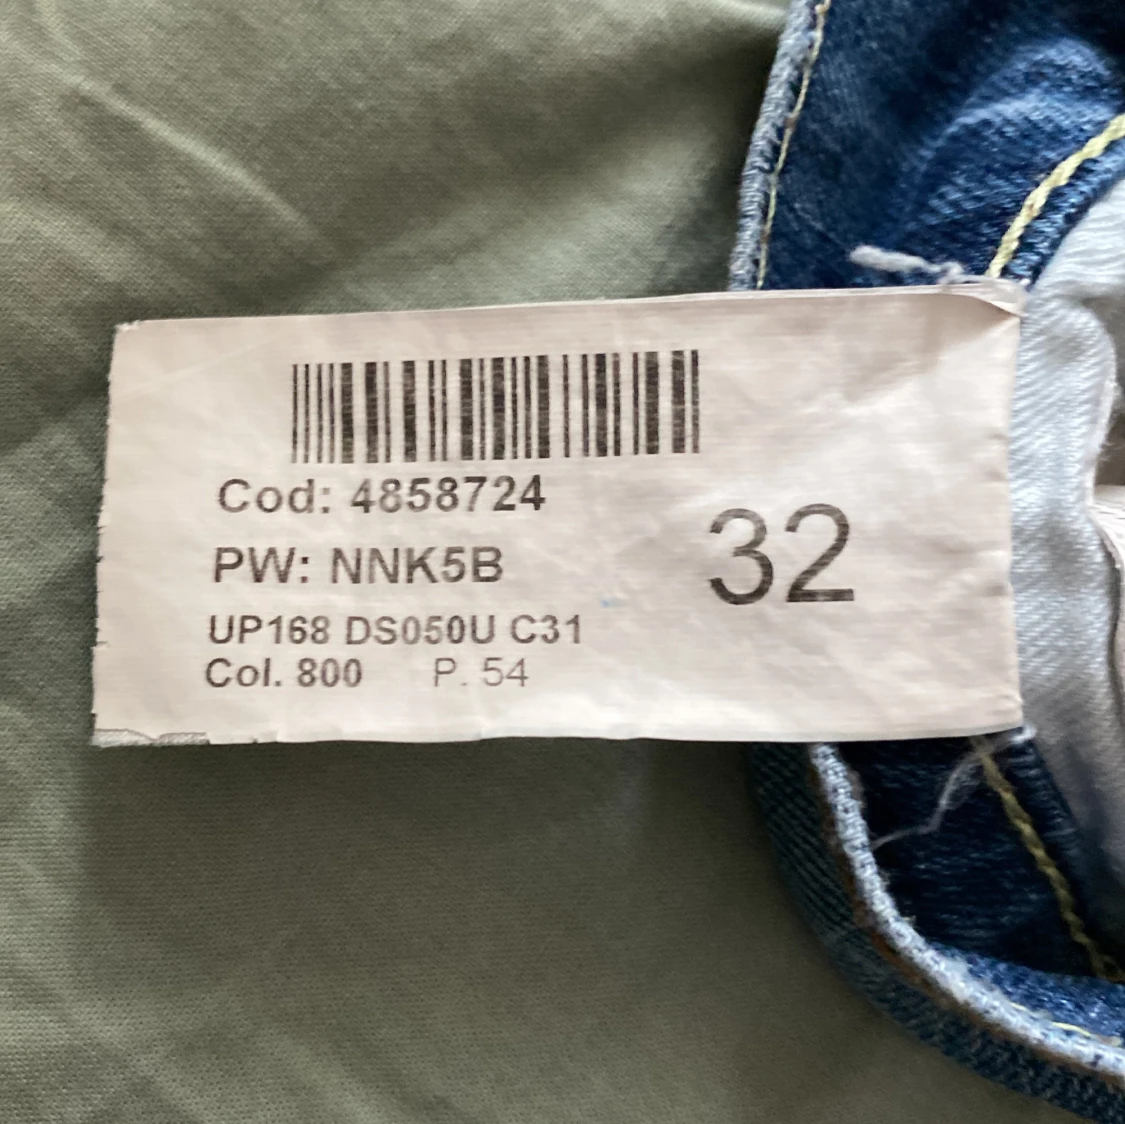 Cod: 4858724
PW: NNK5B
32
UP168 DS050U C31
Col. 800 P. 54